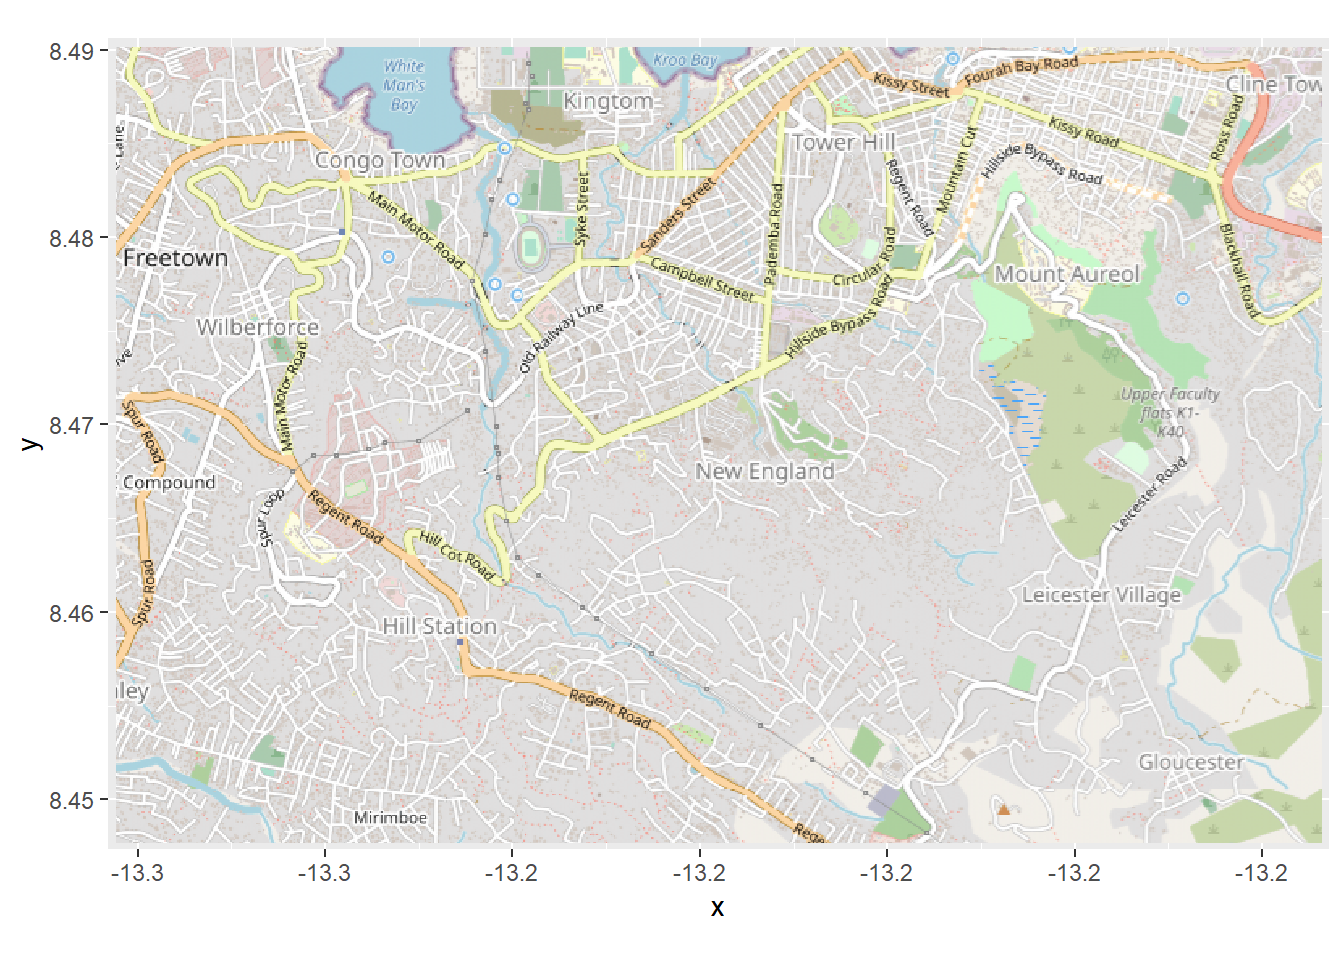 8.49
8.48
8.47
8.46
8.45
y
White
Man's
Bay
Kroo Bay
Kingtom
Kissy Street
Fourah Bay Road
Cline Tow
Lane
Congo Town
Tower Hill
Mountain Cut
Kissy Road
Ross Road
Hillside Bypass Road
Regent Road
Main Motor Road
Syke Street
Sanders Street
Pademba Road
Freetown
Campbell Street
Circular Road
Mount Aureol
Blackhall Road
Wilberforce
Old Railway Line
Hillside Bypass Road
Main Motor Road
Spur Road
Upper Faculty
flats K1-
K40
New England
Compound
Spur Loop
Regent Road
Hill Cot Road
Leicester Road
Spur Road
Leicester Village
Hill Station
nley
Regent Road
Gloucester
Mirimboe
Rege
-13.3
-13.3
-13.2
-13.2
-13.2
-13.2
-13.2
x